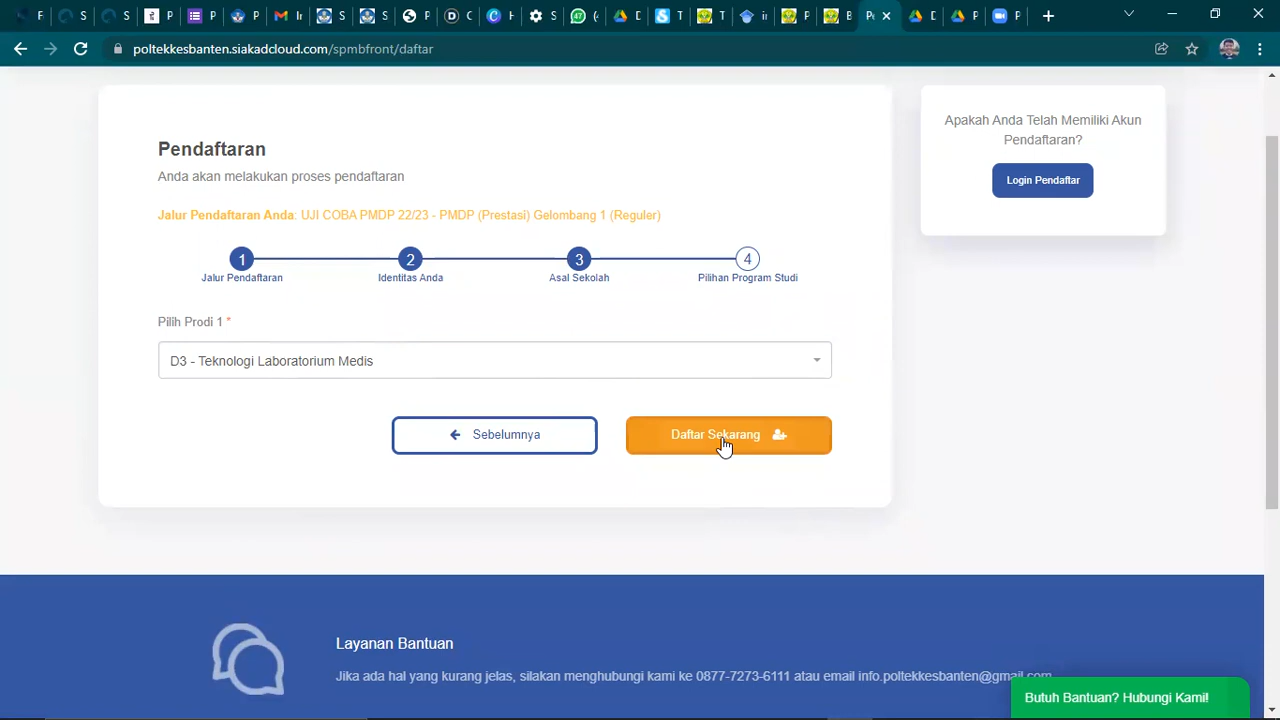 poltekkesbanten.siakadcloud.com/spmbfront/daftar
Pendaftaran
Anda akan melakukan proses pendaftaran
Jalur Pendaftaran Anda: UJI COBA PMDP 22/23 - PMDP (Prestasi) Gelombang 1 (Reguler)
1 2 3 4
Jalur Pendaftaran Identitas Anda Asal Sekolah Pilihan Program Studi
Pilih Prodi 1 *
D3 - Teknologi Laboratorium Medis
Sebelumnya Daftar Sekarang
Apakah Anda Telah Memiliki Akun
Pendaftaran?
Login Pendaftar
Layanan Bantuan
Jika ada hal yang kurang jelas, silakan menghubungi kami ke 0877-7273-6111 atau email info.poltekkesbanten@gmail.com
Butuh Bantuan? Hubungi Kami!